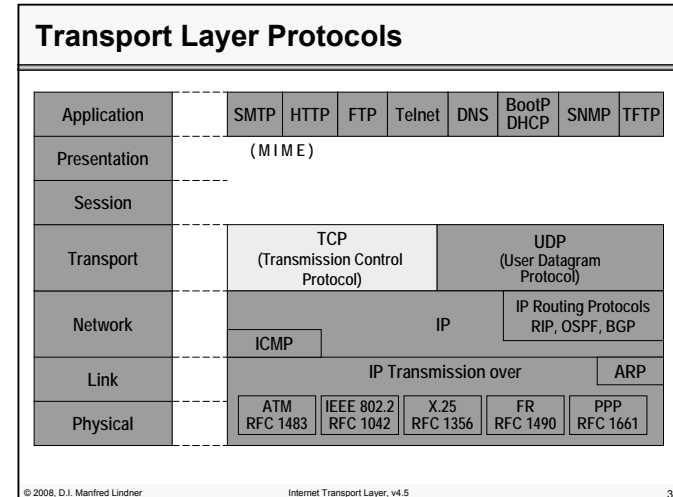 Transport Layer Protocols
Application
SMTP HTTP FTP Telnet DNS BootP DHCP SNMP TFTP
Presentation
(MIME)
Session
Transport
TCP
(Transmission Control
Protocol)
UDP
(User Datagram
Protocol)
Network
IP
ICMP
IP Routing Protocols
RIP, OSPF, BGP
Link
IP Transmission over
ARP
Physical
ATM
RFC 1483
IEEE 802.2
RFC 1042
X.25
RFC 1356
FR
RFC 1490
PPP
RFC 1661
© 2008, D.I. Manfred Lindner
Internet Transport Layer, v4.5
3